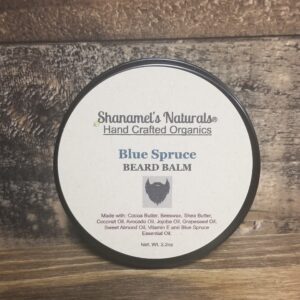 Shanamel's Naturals®
Hand Crafted Organics
Blue Spruce
BEARD BALM
Made with: Cocoa Butter, Beeswax, Shea Butter,
Coconut Oil, Avocado Oil, Jojoba Oil, Grapeseed Oil,
Sweet Almond Oil, Vitamin E and Blue Spruce
Essential Oil.
Net. Wt. 2.2oz